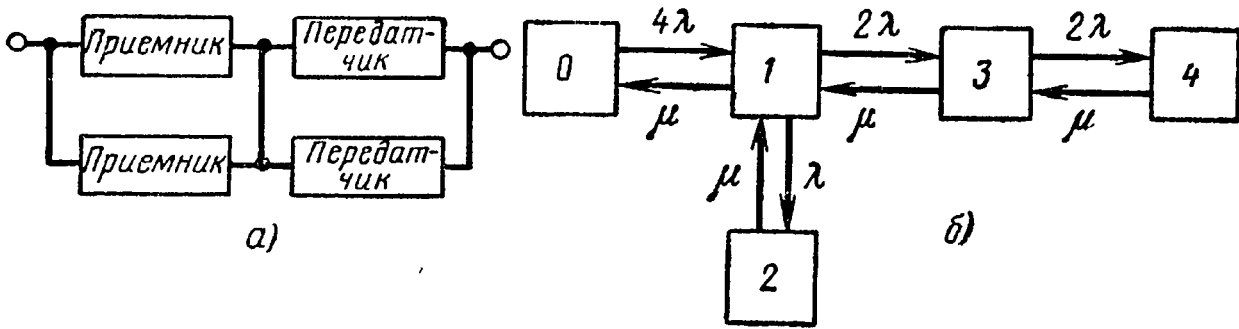 Приемник
Передат-
чик
Приемник
Передат-
чик
а)
0
4λ
μ
1
2λ
μ
3
2λ
μ
4
μ
λ
2
б)